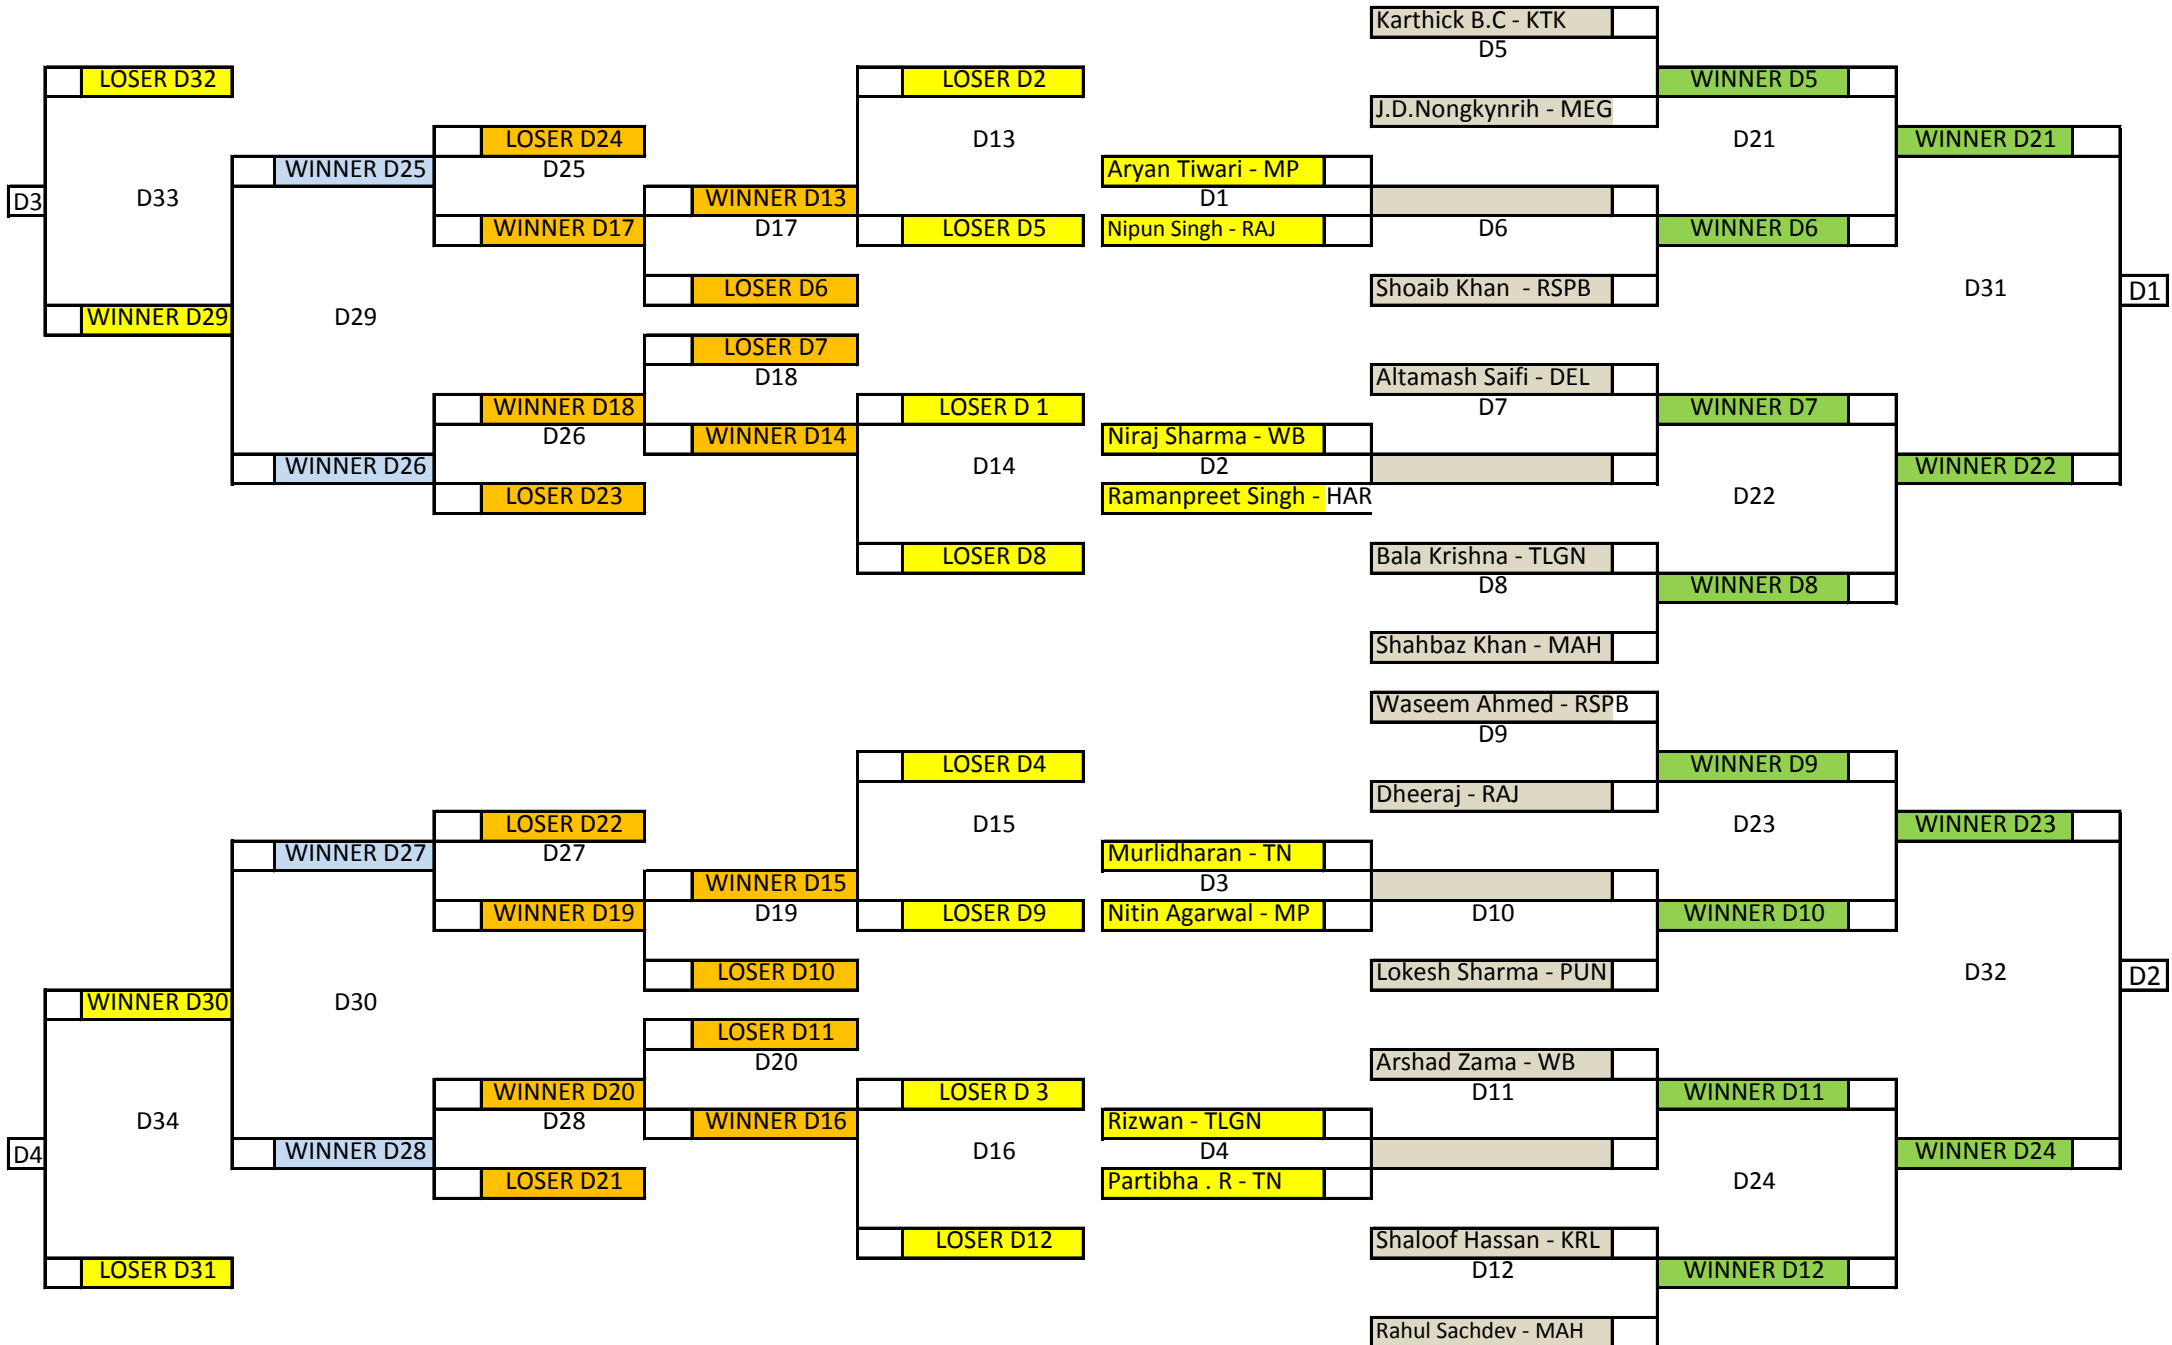 Karthick B.C - KTK
D5
LOSER D32 LOSER D2 WINNER D5
J.D.Nongkynrih - MEG
LOSER D24 D13 D21 WINNER D21
WINNER D25 D25 Aryan Tiwari - MP
D3 D33 WINNER D13 D1
WINNER D17 D17 LOSER D5 Nipun Singh - RAJ D6 WINNER D6
LOSER D6 Shoaib Khan - RSPB D31 D1
WINNER D29 D29
LOSER D7
D18 Altamash Saifi - DEL
WINNER D18 LOSER D 1 D7 WINNER D7
D26 WINNER D14 Niraj Sharma - WB
WINNER D26 D14 D2 WINNER D22
LOSER D23 Ramanpreet Singh - HAR D22
LOSER D8 Bala Krishna - TLGN
D8 WINNER D8
Shahbaz Khan - MAH
Waseem Ahmed - RSPB
D9
LOSER D4 WINNER D9
Dheeraj - RAJ
LOSER D22 D15 D23 WINNER D23
WINNER D27 D27 Murlidharan - TN
WINNER D15 D3
WINNER D19 D19 LOSER D9 Nitin Agarwal - MP D10 WINNER D10
LOSER D10 Lokesh Sharma - PUN D32 D2
WINNER D30 D30
LOSER D11
D20 Arshad Zama - WB
WINNER D20 LOSER D 3 D11 WINNER D11
D34 D28 WINNER D16 Rizwan - TLGN
D4 WINNER D28 D16 D4 WINNER D24
LOSER D21 Partibha . R - TN D24
LOSER D12 Shaloof Hassan - KRL
LOSER D31 D12 WINNER D12
Rahul Sachdev - MAH